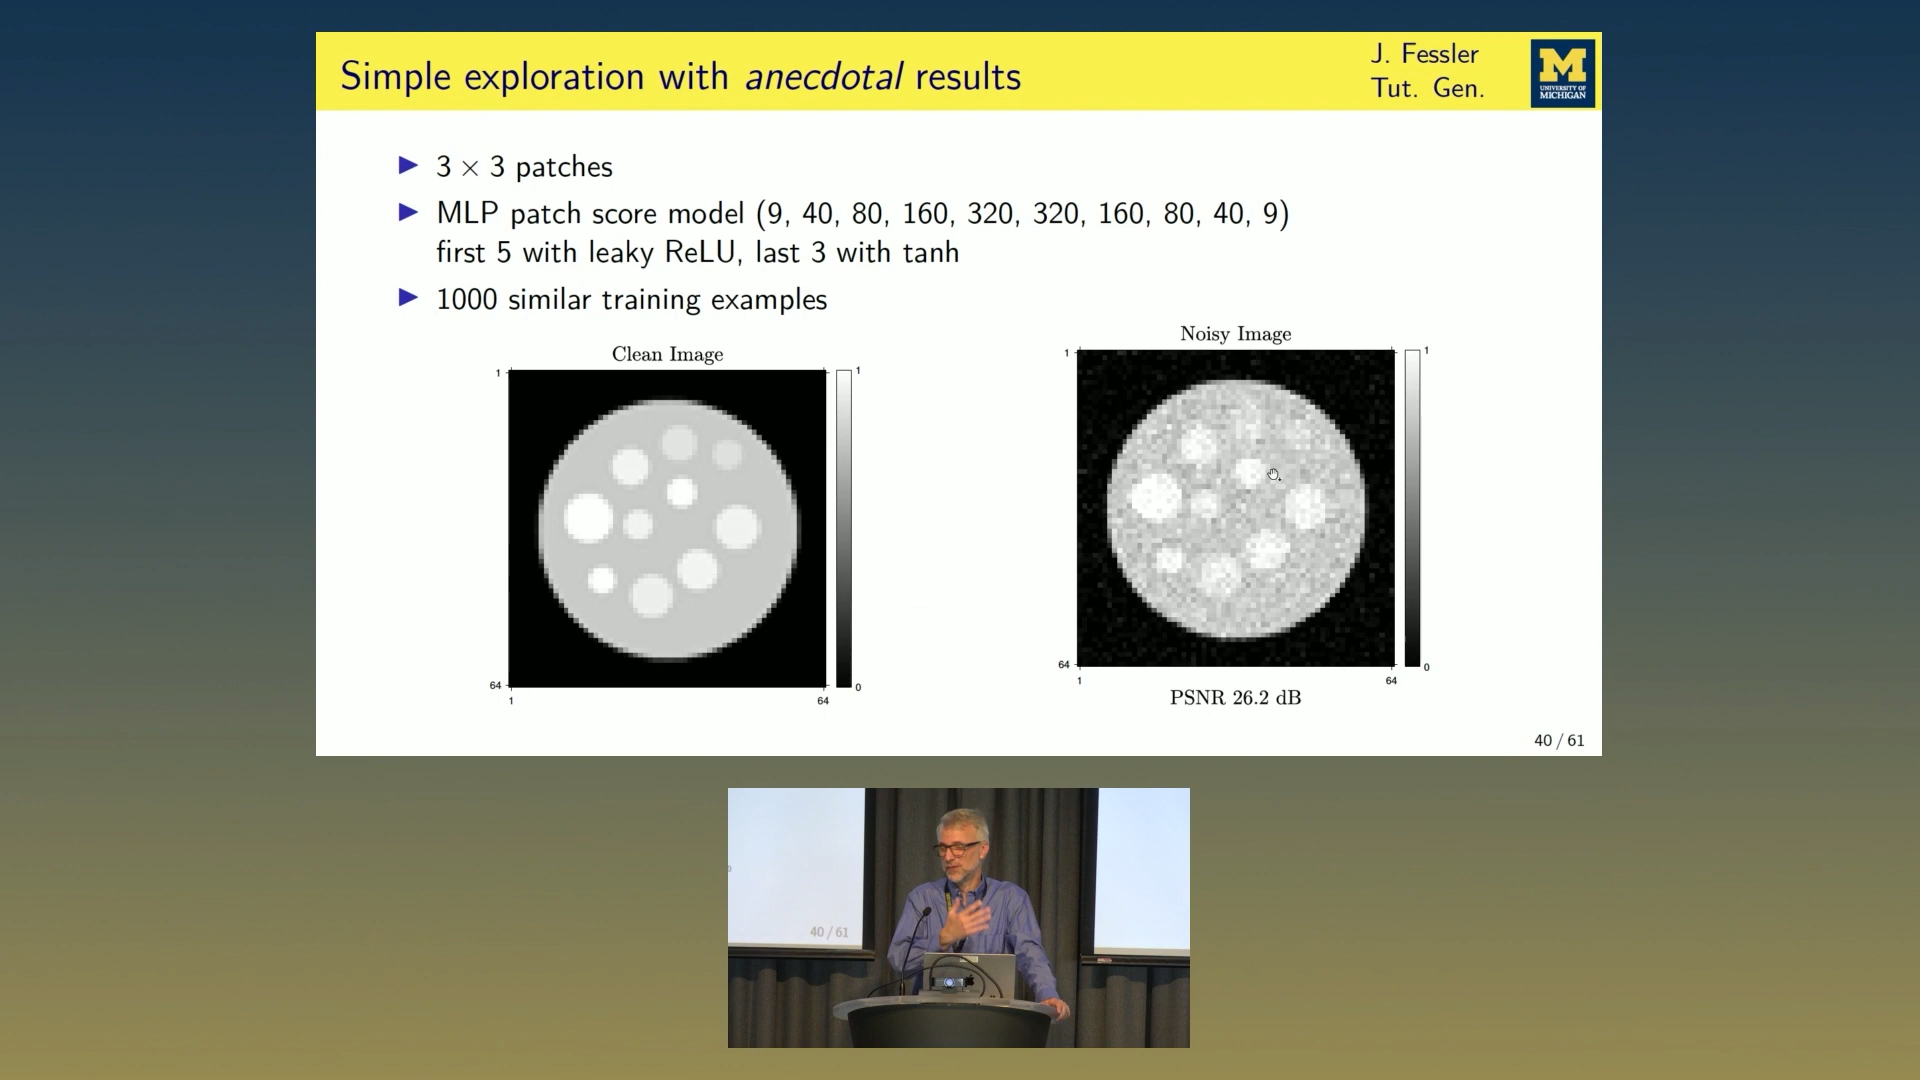 Simple exploration with anecdotal results
J. Fessler
Tut. Gen.
M
UNIVERSITY OF
MICHIGAN
▶ 3 × 3 patches
▶ MLP patch score model (9, 40, 80, 160, 320, 320, 160, 80, 40, 9)
first 5 with leaky ReLU, last 3 with tanh
▶ 1000 similar training examples
Clean Image
1
64
1
64
1
0
Noisy Image
1
64
1
64
1
0
PSNR 26.2 dB
40 / 61
40 / 61